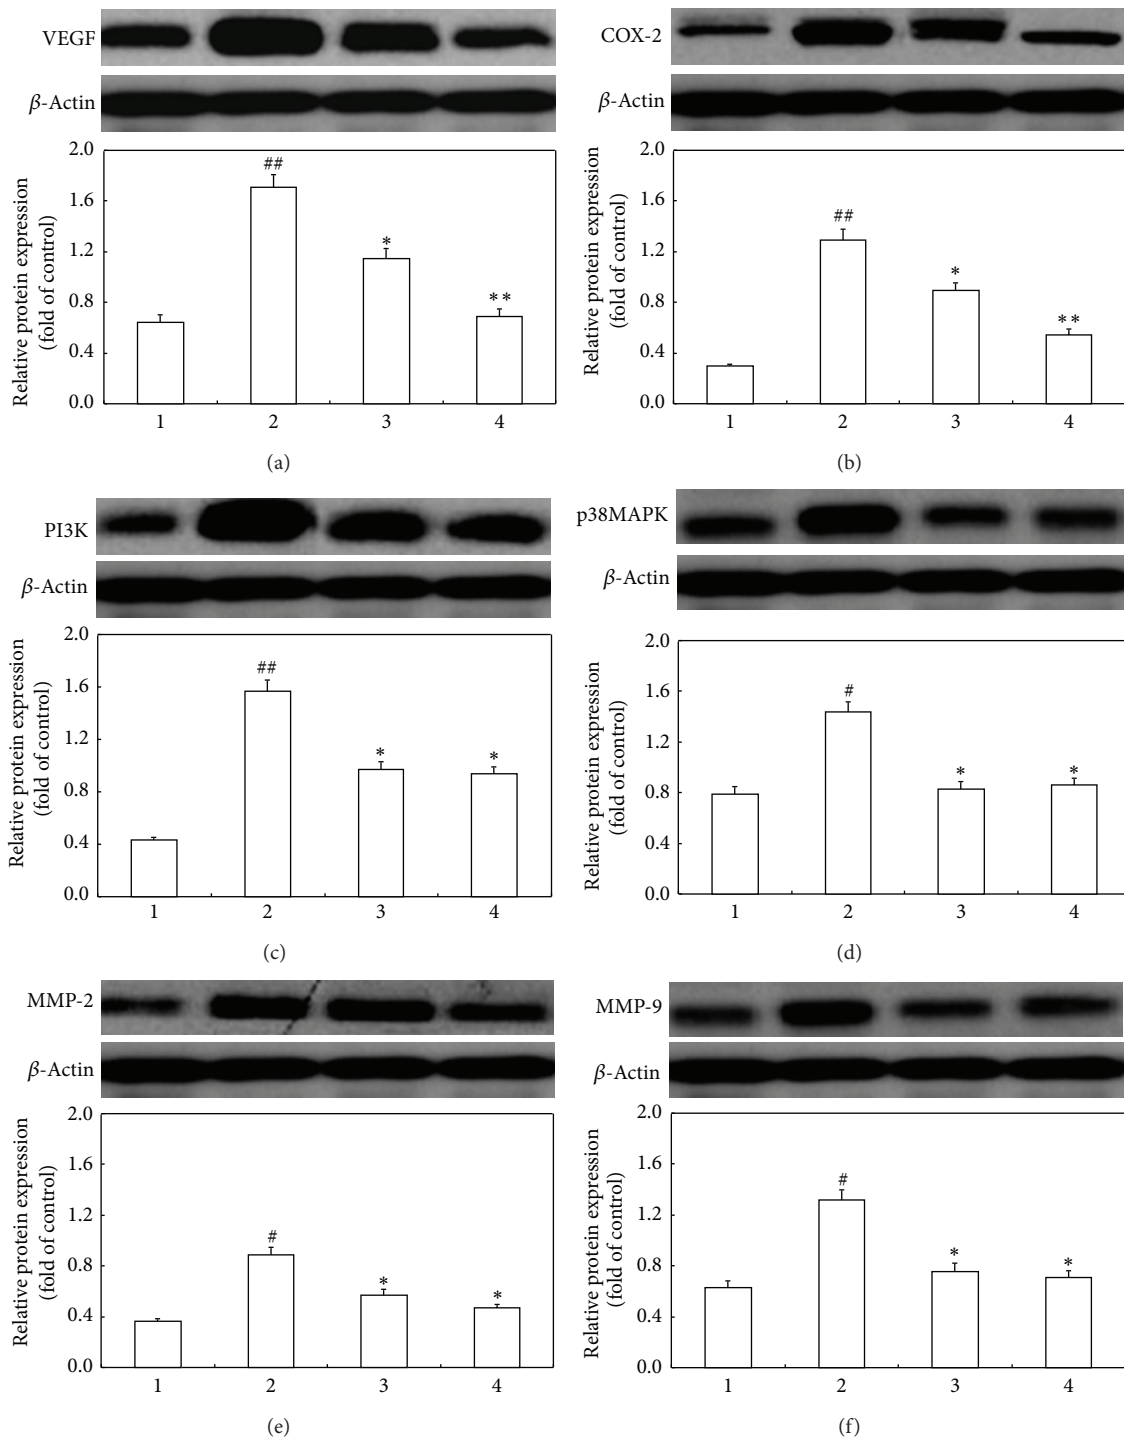 VEGF
β-Actin
Relative protein expression
(fold of control)
2.0
1.6
1.2
0.8
0.4
0.0
##
*
**
1 2 3 4
(a)
COX-2
β-Actin
Relative protein expression
(fold of control)
2.0
1.6
1.2
0.8
0.4
0.0
##
*
**
1 2 3 4
(b)
PI3K
β-Actin
Relative protein expression
(fold of control)
2.0
1.6
1.2
0.8
0.4
0.0
##
*
*
1 2 3 4
(c)
p38MAPK
β-Actin
Relative protein expression
(fold of control)
2.0
1.6
1.2
0.8
0.4
0.0
#
*
*
1 2 3 4
(d)
MMP-2
β-Actin
Relative protein expression
(fold of control)
2.0
1.6
1.2
0.8
0.4
0.0
#
*
*
1 2 3 4
(e)
MMP-9
β-Actin
Relative protein expression
(fold of control)
2.0
1.6
1.2
0.8
0.4
0.0
#
*
*
1 2 3 4
(f)